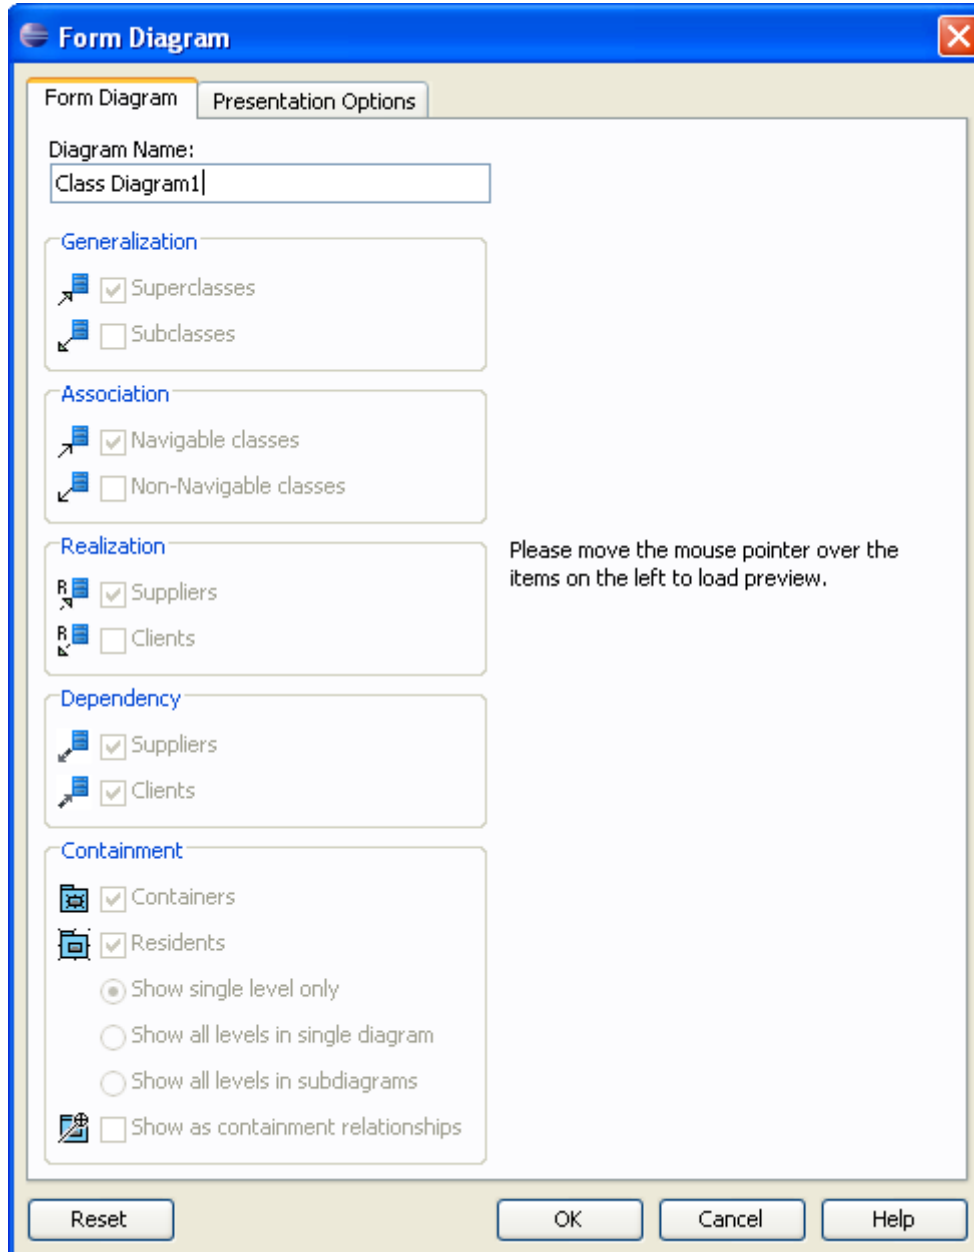 Form Diagram
Form Diagram
Presentation Options
Diagram Name:
Class Diagram1
Generalization
Superclasses
Subclasses
Association
Navigable classes
Non-Navigable classes
Realization
R
Suppliers
R
Clients
Please move the mouse pointer over the
items on the left to load preview.
Dependency
Suppliers
Clients
Containment
Containers
Residents
Show single level only
Show all levels in single diagram
Show all levels in subdiagrams
Show as containment relationships
Reset
OK
Cancel
Help